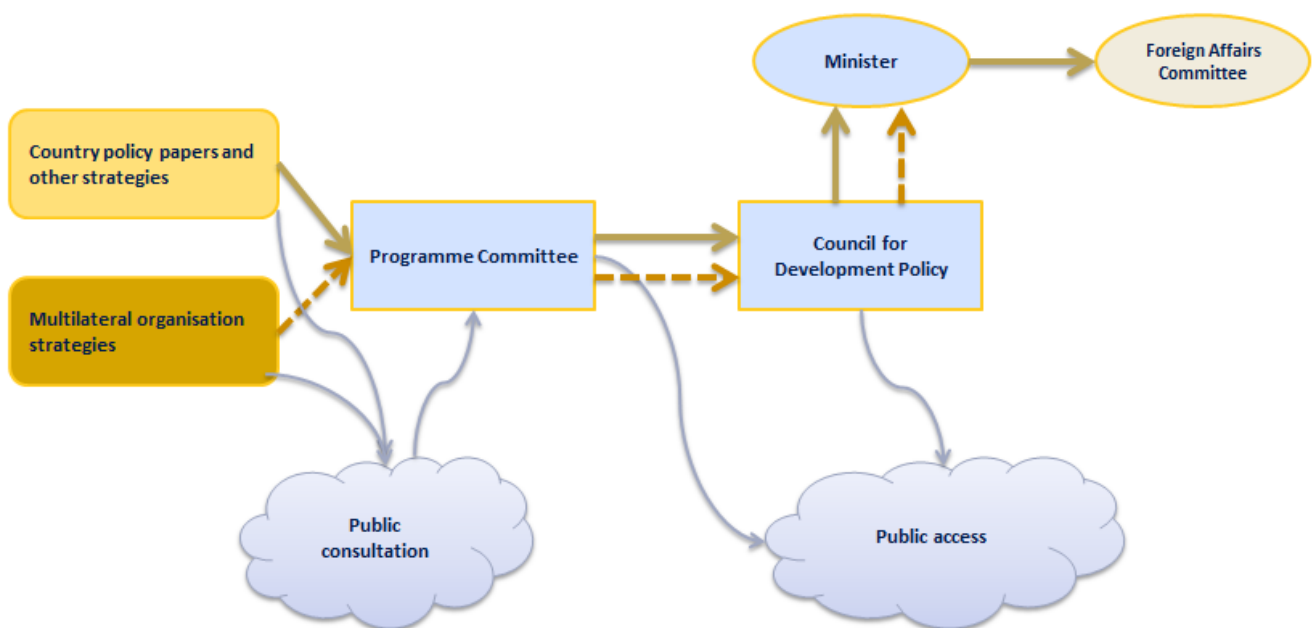 Minister
Foreign Affairs
Committee
Country policy papers and
other strategies
Programme Committee
Council for
Development Policy
Multilateral organisation
strategies
Public
consultation
Public access